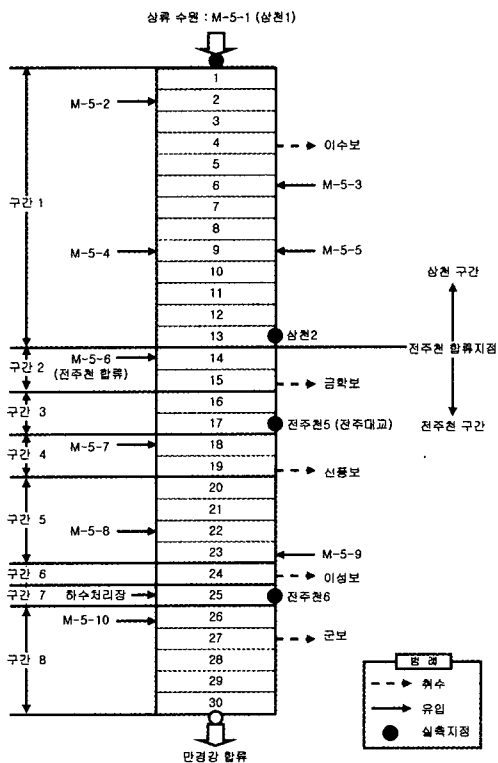 상류 수원 : M-5-1 (삼천1)
1
M-5-2
2
3
4
이수보
5
6
M-5-3
구간 1
7
8
M-5-4
9
M-5-5
10
삼천 구간
11
12
13
삼천2
전주천 합류지점
구간 2
M-5-6
(전주천 합류)
14
15
금학보
16
구간 3
17
전주천5 (전주대교)
전주천 구간
구간 4
M-5-7
18
19
신풍보
20
구간 5
21
M-5-8
22
23
M-5-9
구간 6
24
이성보
구간 7
하수처리장
25
전주천6
M-5-10
26
27
군보
구간 8
28
29
30
만경강 합류
범 례
취수
유입
실측지점